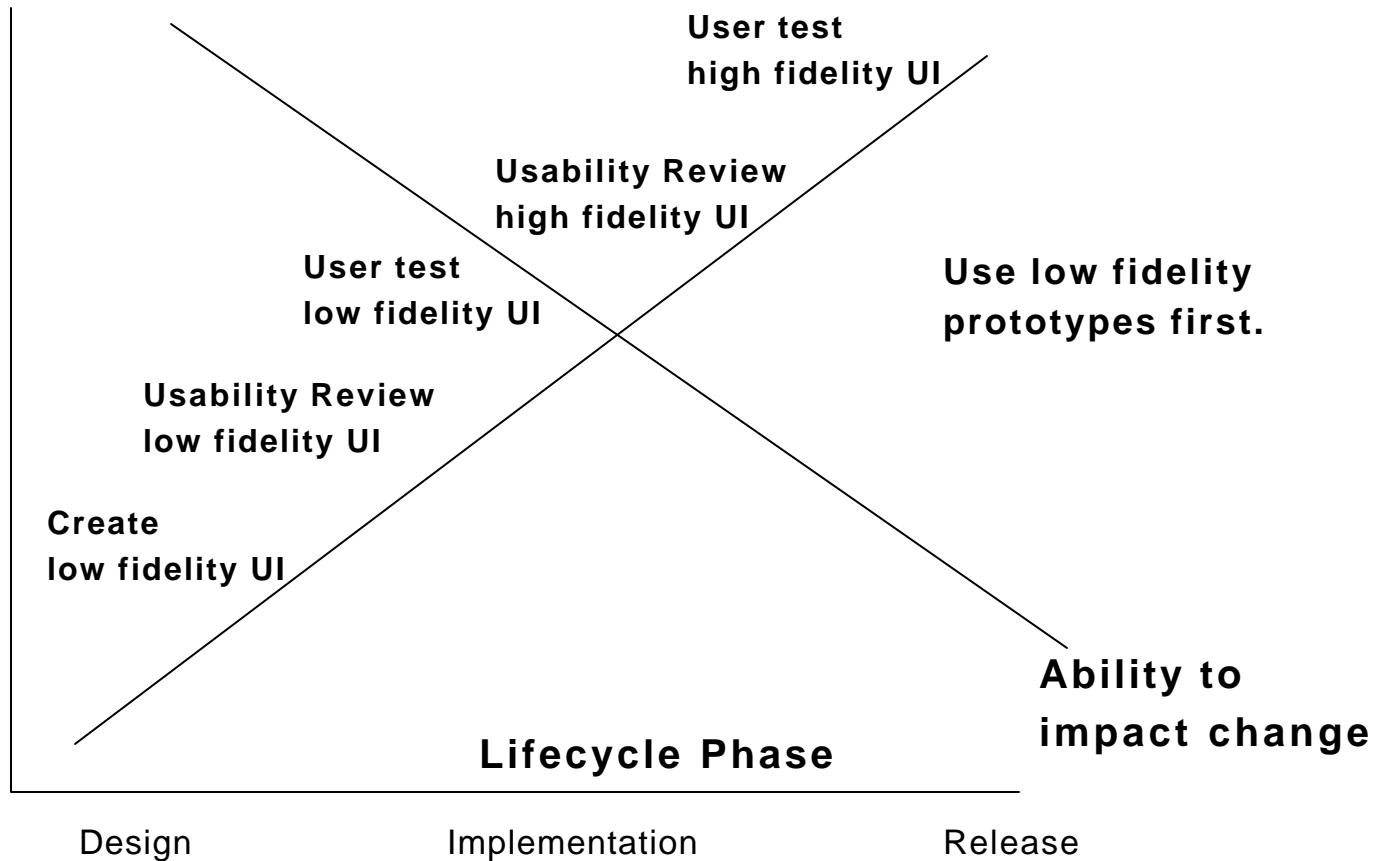 User test
high fidelity UI
Usability Review
high fidelity UI
User test
low fidelity UI
Use low fidelity
prototypes first.
Usability Review
low fidelity UI
Create
low fidelity UI
Ability to
impact change
Lifecycle Phase
Design
Implementation
Release